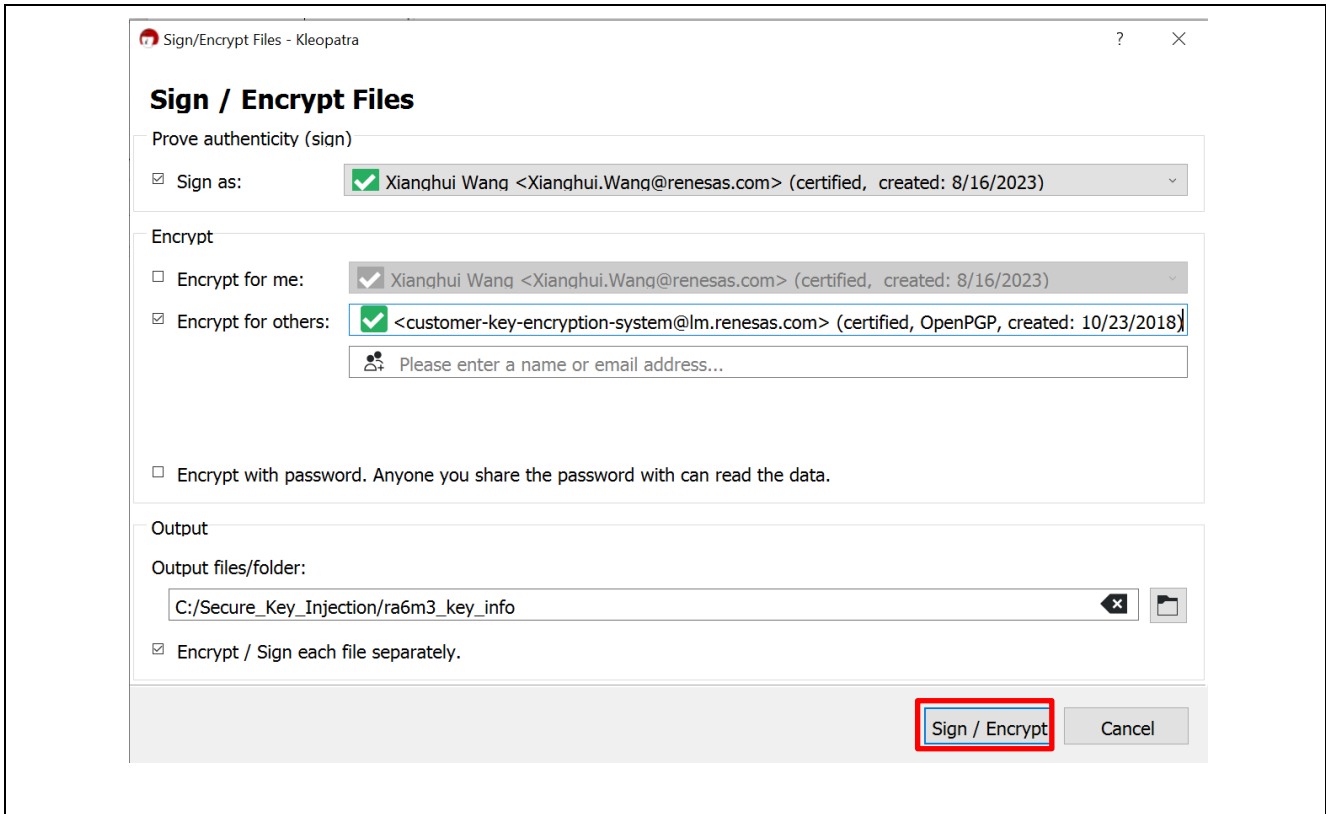 Sign/Encrypt Files - Kleopatra
?
Sign / Encrypt Files
Prove authenticity (sign)
Sign as:
Xianghui Wang <Xianghui.Wang@renesas.com> (certified, created: 8/16/2023)
Encrypt
Encrypt for me:
Xianghui Wang <Xianghui.Wang@renesas.com> (certified, created: 8/16/2023)
Encrypt for others:
<customer-key-encryption-system@lm.renesas.com> (certified, OpenPGP, created: 10/23/2018)
Please enter a name or email address...
Encrypt with password. Anyone you share the password with can read the data.
Output
Output files/folder:
C:/Secure_Key_Injection/ra6m3_key_info
Encrypt / Sign each file separately.
Sign / Encrypt
Cancel